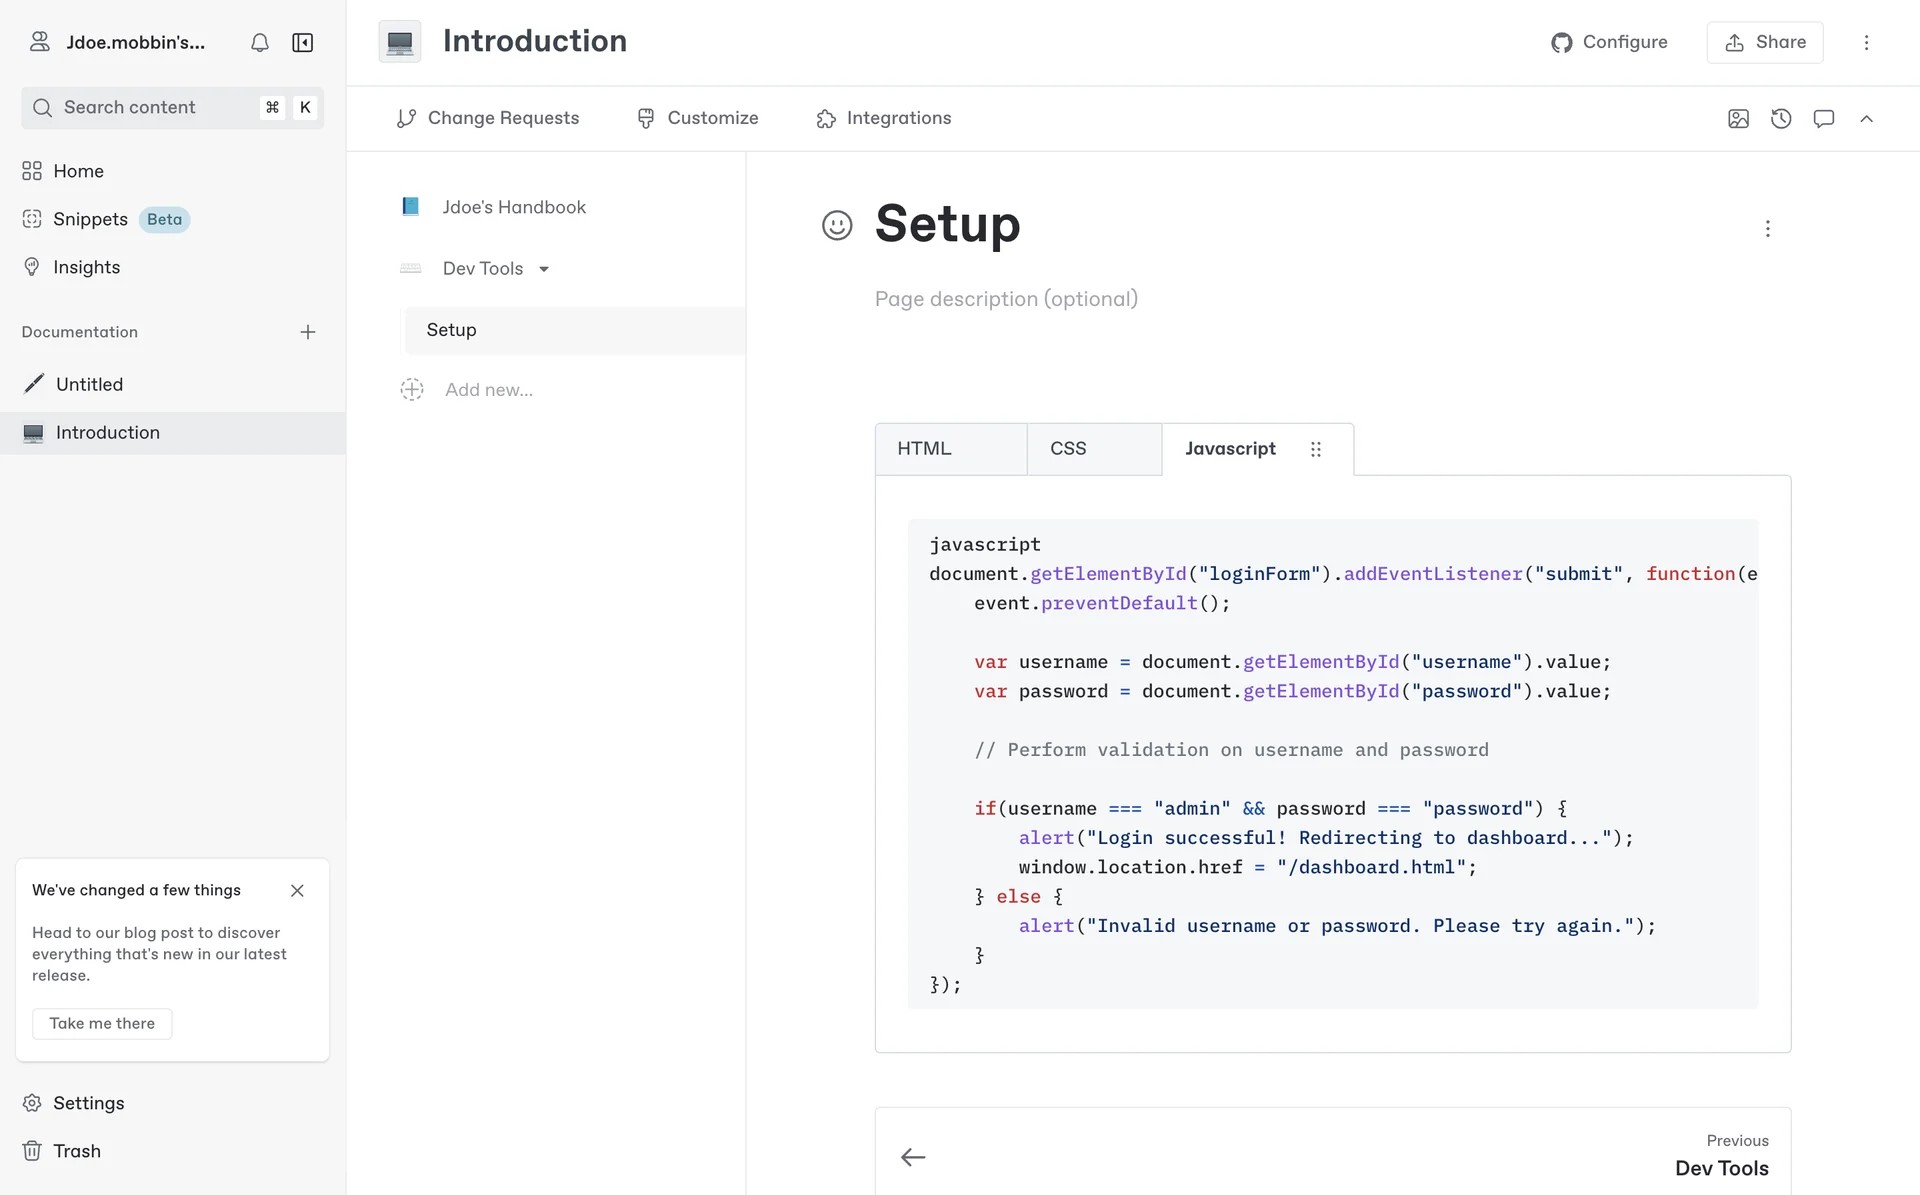 Jdoe.mobbin's...
Search content ⌘ K
Home
Snippets Beta
Insights
Documentation
Untitled
Introduction
We've changed a few things
Head to our blog post to discover
everything that's new in our latest
release.
Take me there
Settings
Trash
Introduction
Configure
Share
Change Requests
Customize
Integrations
Jdoe's Handbook
Dev Tools
Setup
Add new...
Setup
Page description (optional)
HTML CSS Javascript
javascript
document.getElementById("loginForm").addEventListener("submit", function(e
    event.preventDefault();
    var username = document.getElementById("username").value;
    var password = document.getElementById("password").value;
    // Perform validation on username and password
    if(username === "admin" && password === "password") {
        alert("Login successful! Redirecting to dashboard...");
        window.location.href = "/dashboard.html";
    } else {
        alert("Invalid username or password. Please try again.");
    }
});
Previous
Dev Tools